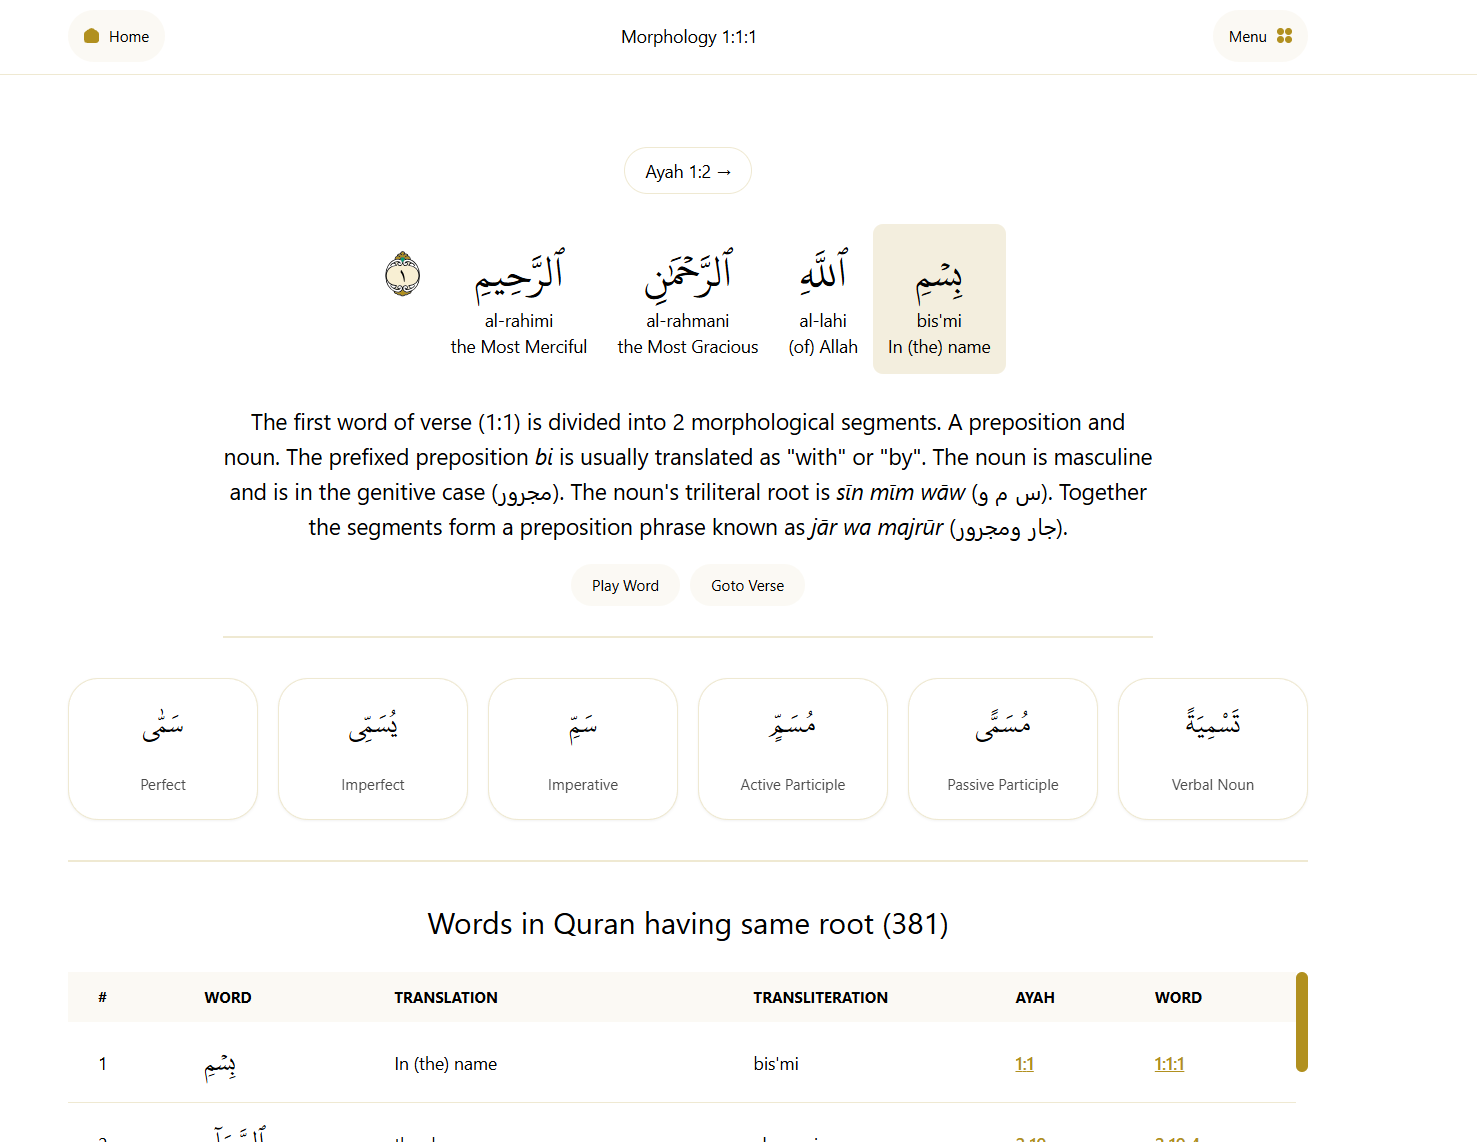 Home
Morphology 1:1:1
Menu
Ayah 1:2 →
بِسْمِ ٱللَّهِ ٱلرَّحْمَٰنِ ٱلرَّحِيمِ ١
bis'mi al-lahi al-rahmani al-rahimi
In (the) name (of) Allah the Most Gracious the Most Merciful
The first word of verse (1:1) is divided into 2 morphological segments. A preposition and
noun. The prefixed preposition bi is usually translated as "with" or "by". The noun is masculine
and is in the genitive case (مجرور). The noun's triliteral root is sīn mīm wāw (س م و). Together
the segments form a preposition phrase known as jār wa majrūr (جار ومجرور).
Play Word Goto Verse
سَمَّى يُسَمِّى سَمِّ مُسَمٍّ مُسَمًّى تَسْمِيَةً
Perfect Imperfect Imperative Active Participle Passive Participle Verbal Noun
Words in Quran having same root (381)
# WORD TRANSLATION TRANSLITERATION AYAH WORD
1 بِسْمِ In (the) name bis'mi 1:1 1:1:1